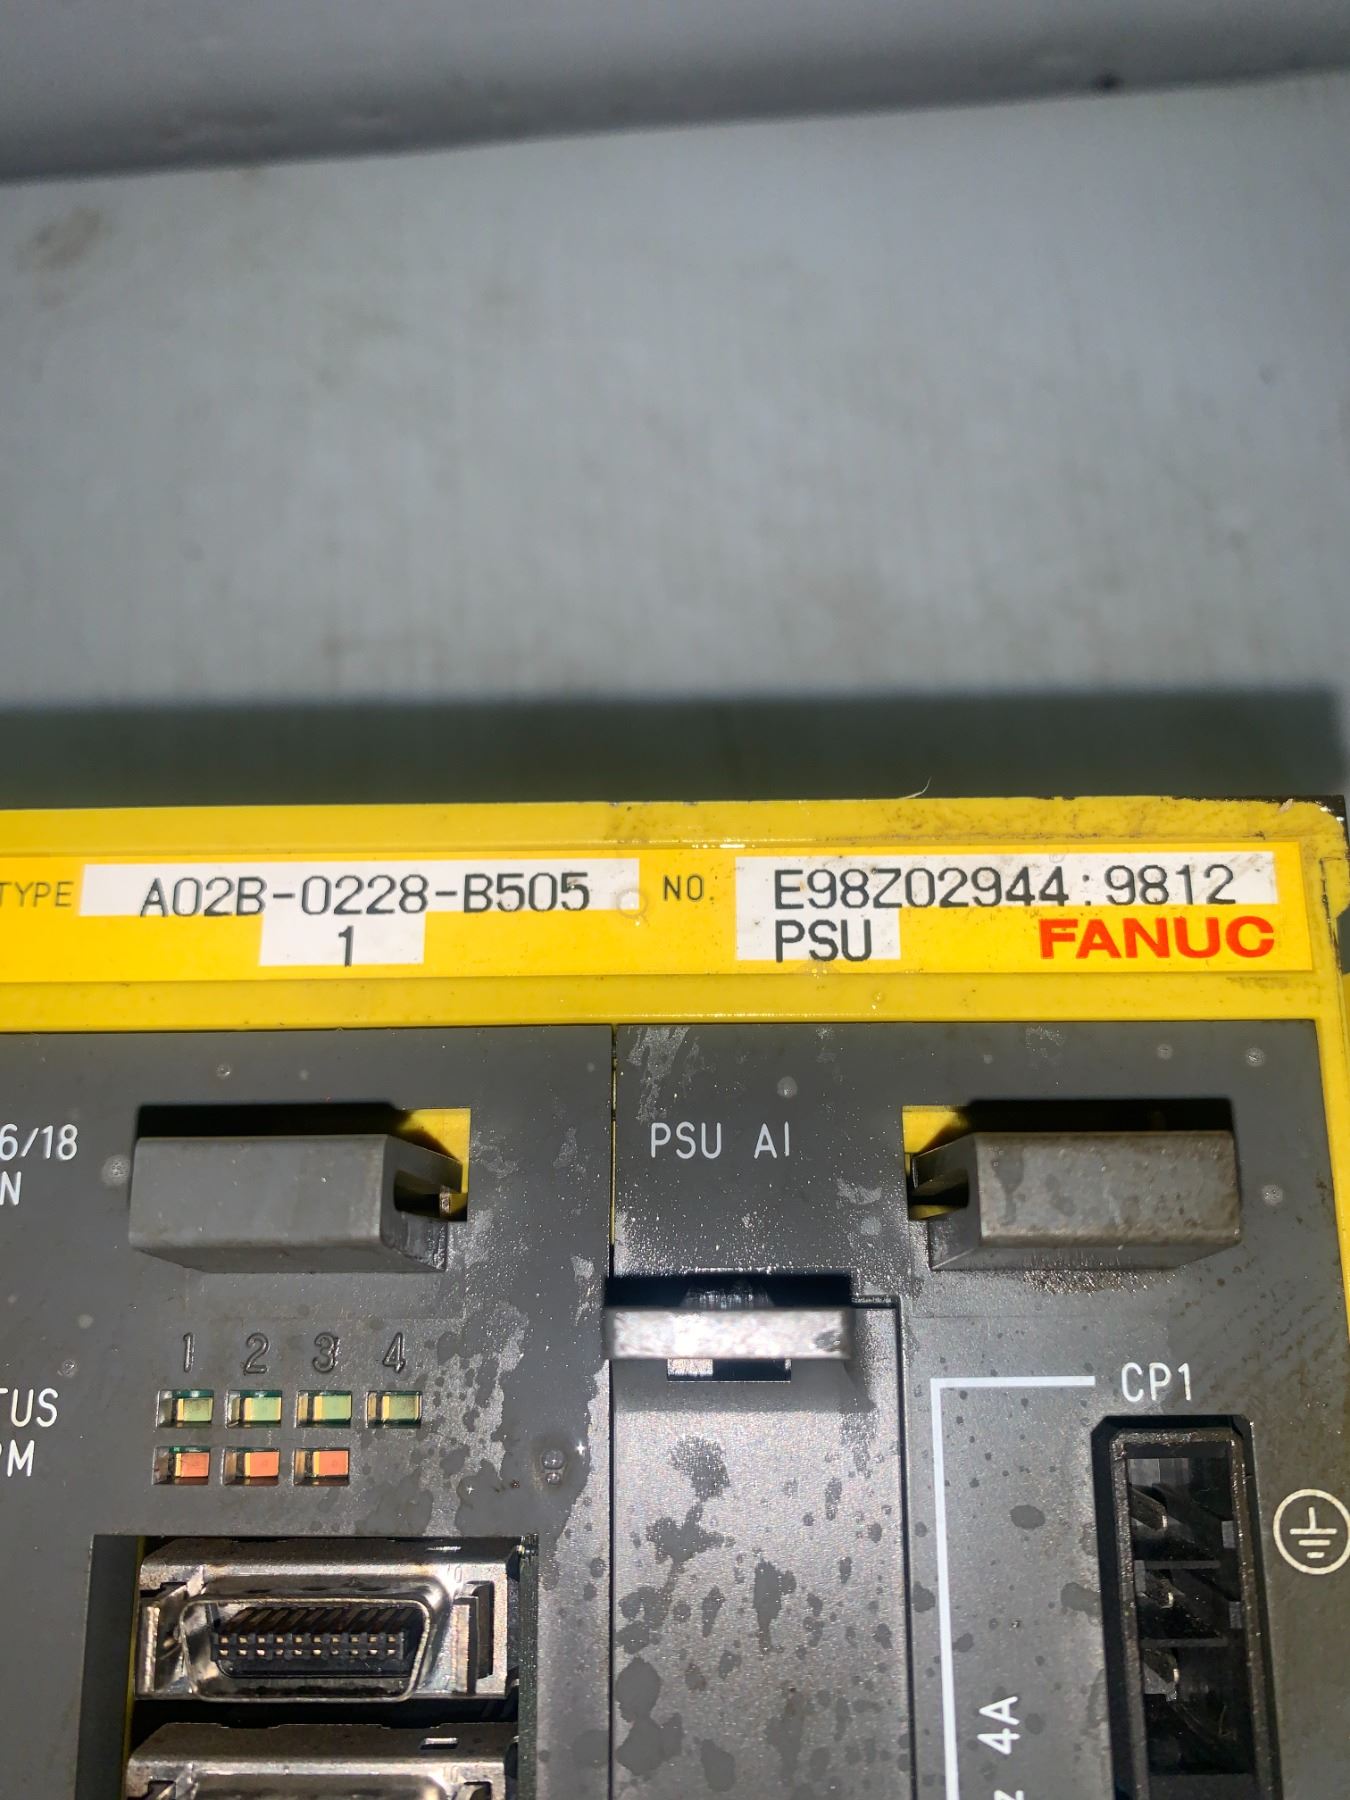 TYPE A02B-0228-B505 NO. E98Z02944:9812
1 PSU FANUC
6/18
N
PSU AI
1 2 3 4
TUS
PM
CP1
z 4A